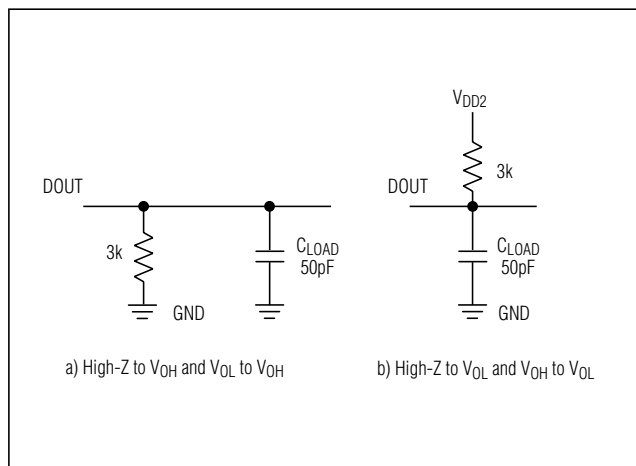 DOUT
3k
GND
CLOAD
50pF
a) High-Z to VOH and VOL to VOH
VDD2
3k
DOUT
CLOAD
50pF
GND
b) High-Z to VOL and VOH to VOL